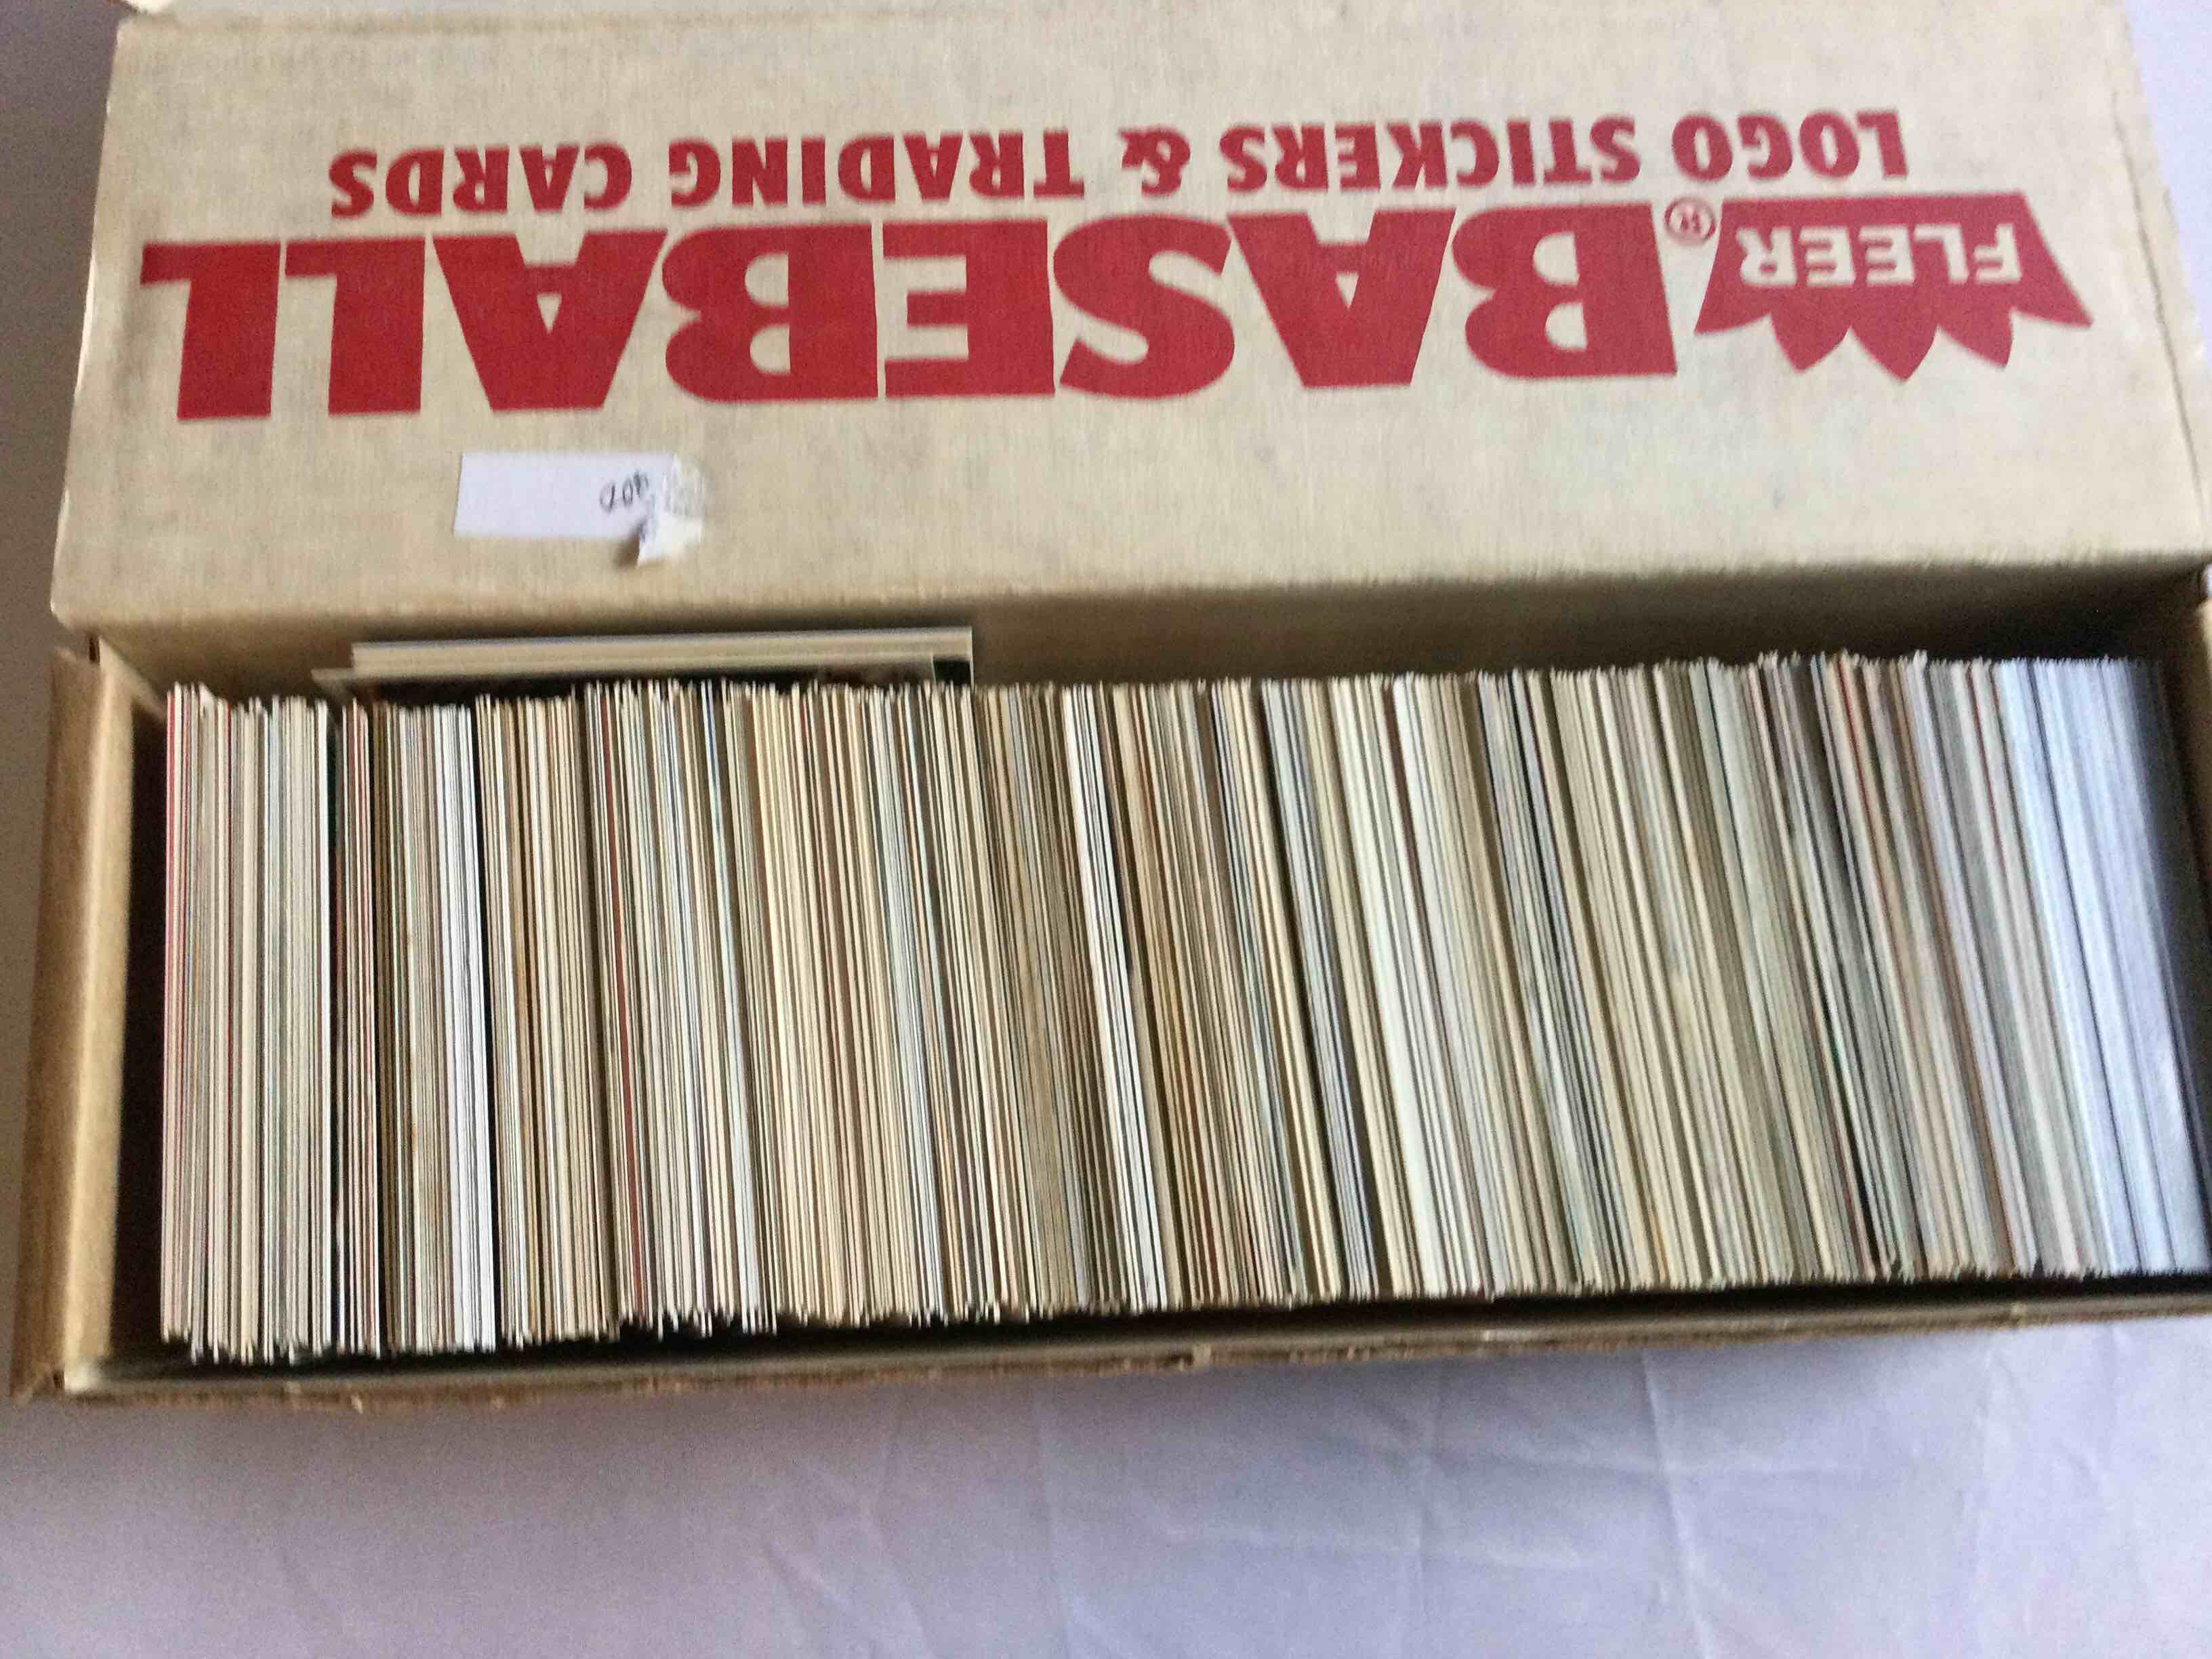 FLEER BASEBALL®
LOGO STICKERS & TRADING CARDS